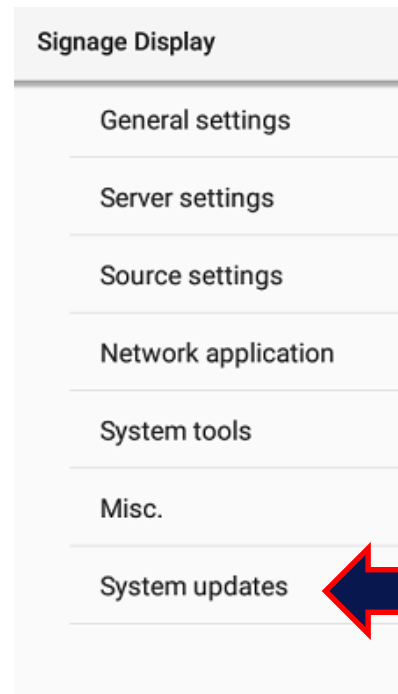 Signage Display
General settings
Server settings
Source settings
Network application
System tools
Misc.
System updates